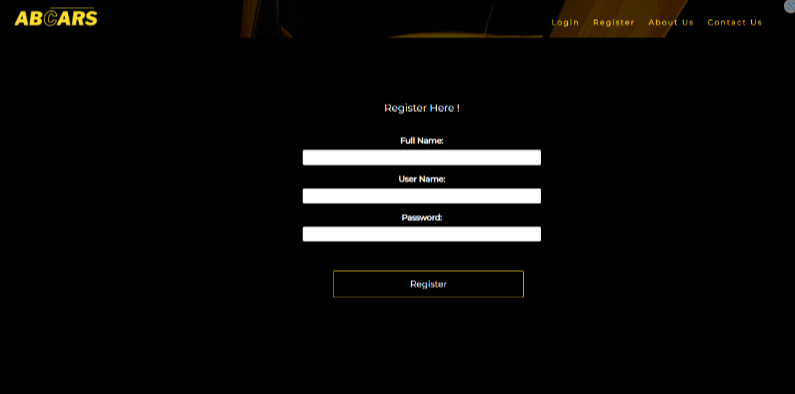 ABCARS
Login Register About Us Contact Us
Register Here !
Full Name:
User Name:
Password:
Register